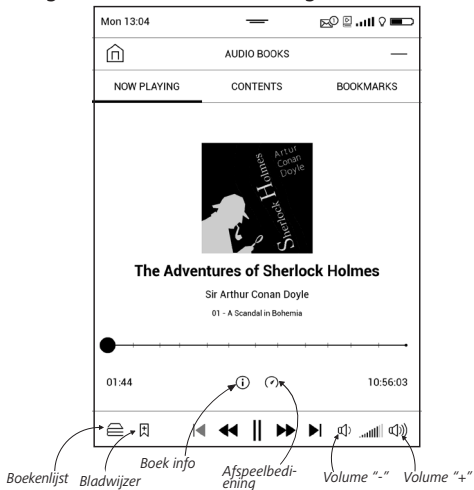 Mon 13:04
AUDIO BOOKS
NOW PLAYING CONTENTS BOOKMARKS
Artur
Conan
Doyle
Sherlock Holmes
The Adventures of Sherlock Holmes
Sir Arthur Conan Doyle
01 - A Scandal in Bohemia
01:44 10:56:03
Boekenlijst Bladwijzer Boek info Afspeelbedi-
ening Volume “-” Volume “+”